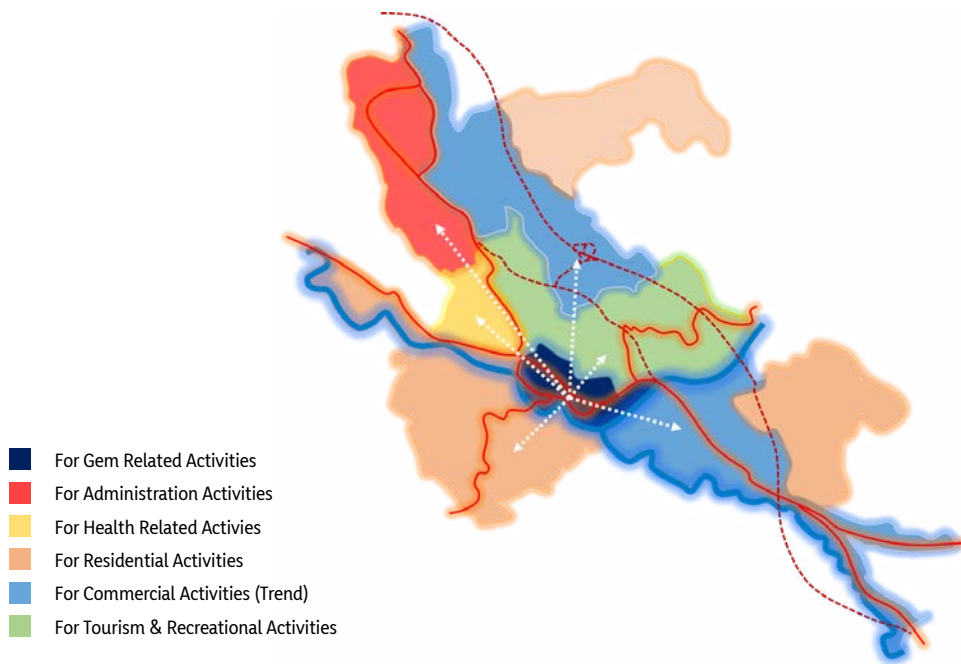 For Gem Related Activities
For Administration Activities
For Health Related Activies
For Residential Activities
For Commercial Activities (Trend)
For Tourism & Recreational Activities